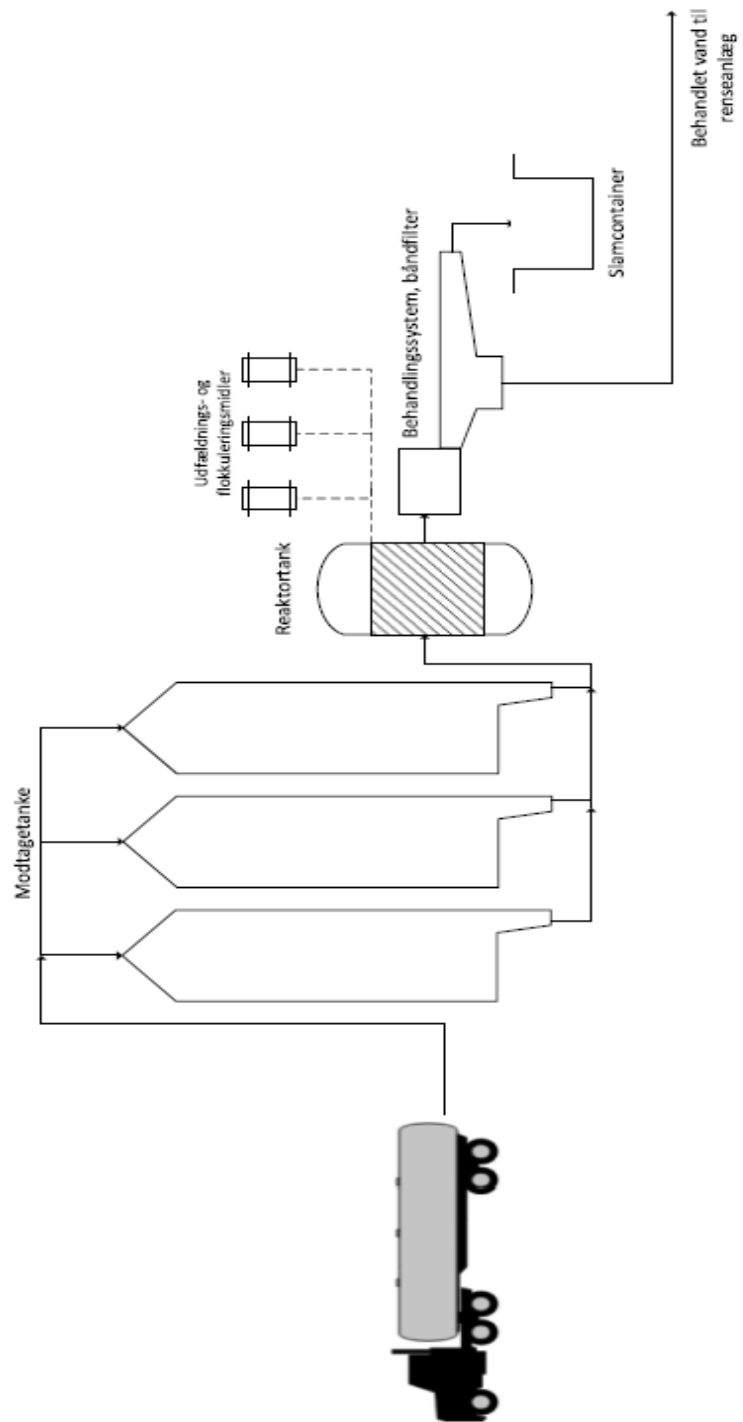 Modtagetanke
Reaktortank
Udfældnings- og
flokkuleringsmidler
Behandlingssystem, båndfilter
Slamcontainer
Behandlet vand til
renseanlæg